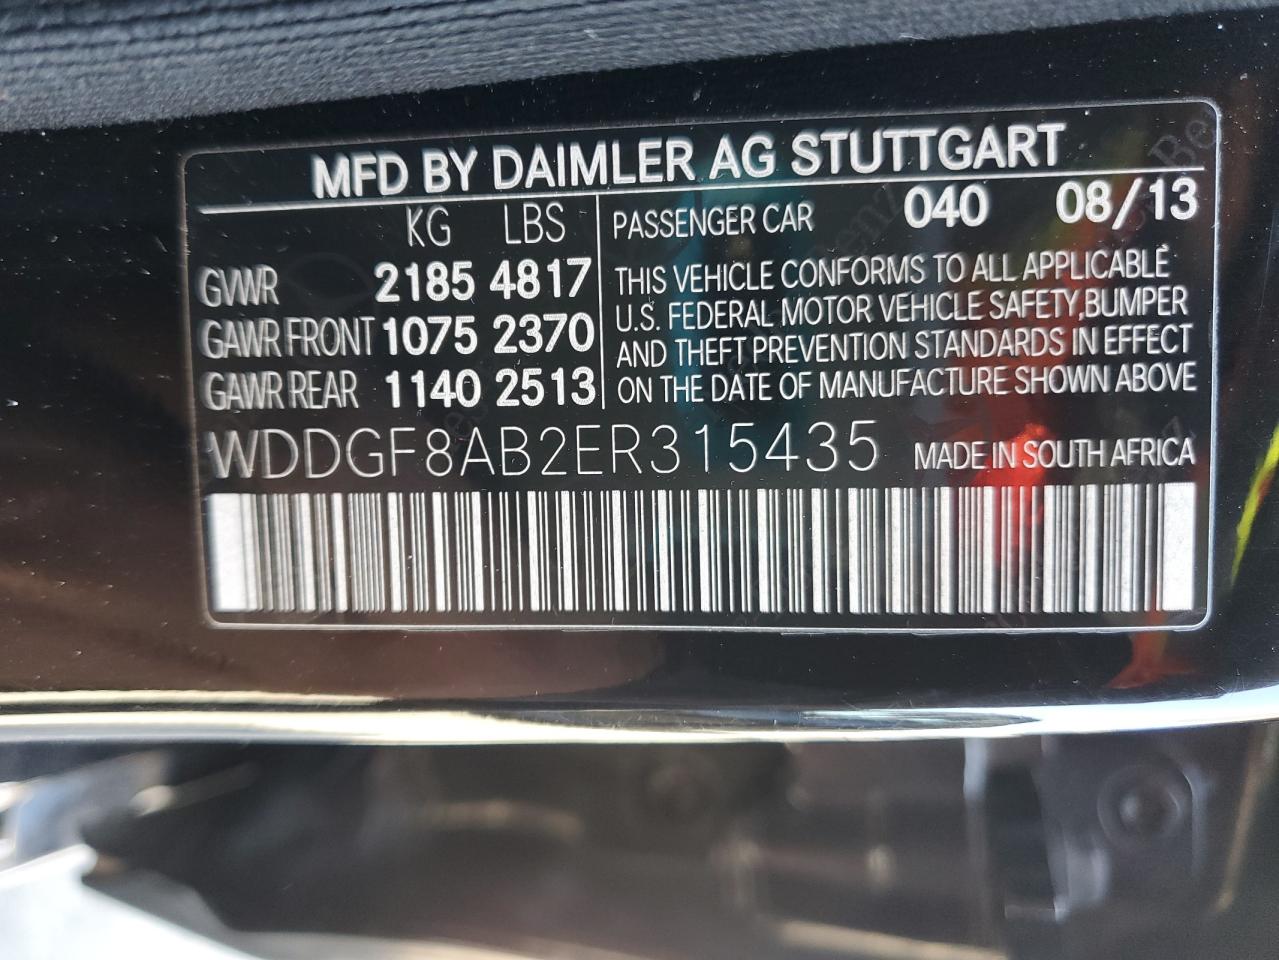 MFD BY DAIMLER AG STUTTGART
KG LBS
GVWR 2185 4817
GAWR FRONT 1075 2370
GAWR REAR 1140 2513
PASSENGER CAR 040 08/13
THIS VEHICLE CONFORMS TO ALL APPLICABLE
U.S. FEDERAL MOTOR VEHICLE SAFETY, BUMPER
AND THEFT PREVENTION STANDARDS IN EFFECT
ON THE DATE OF MANUFACTURE SHOWN ABOVE
WDDGF8AB2ER315435 MADE IN SOUTH AFRICA